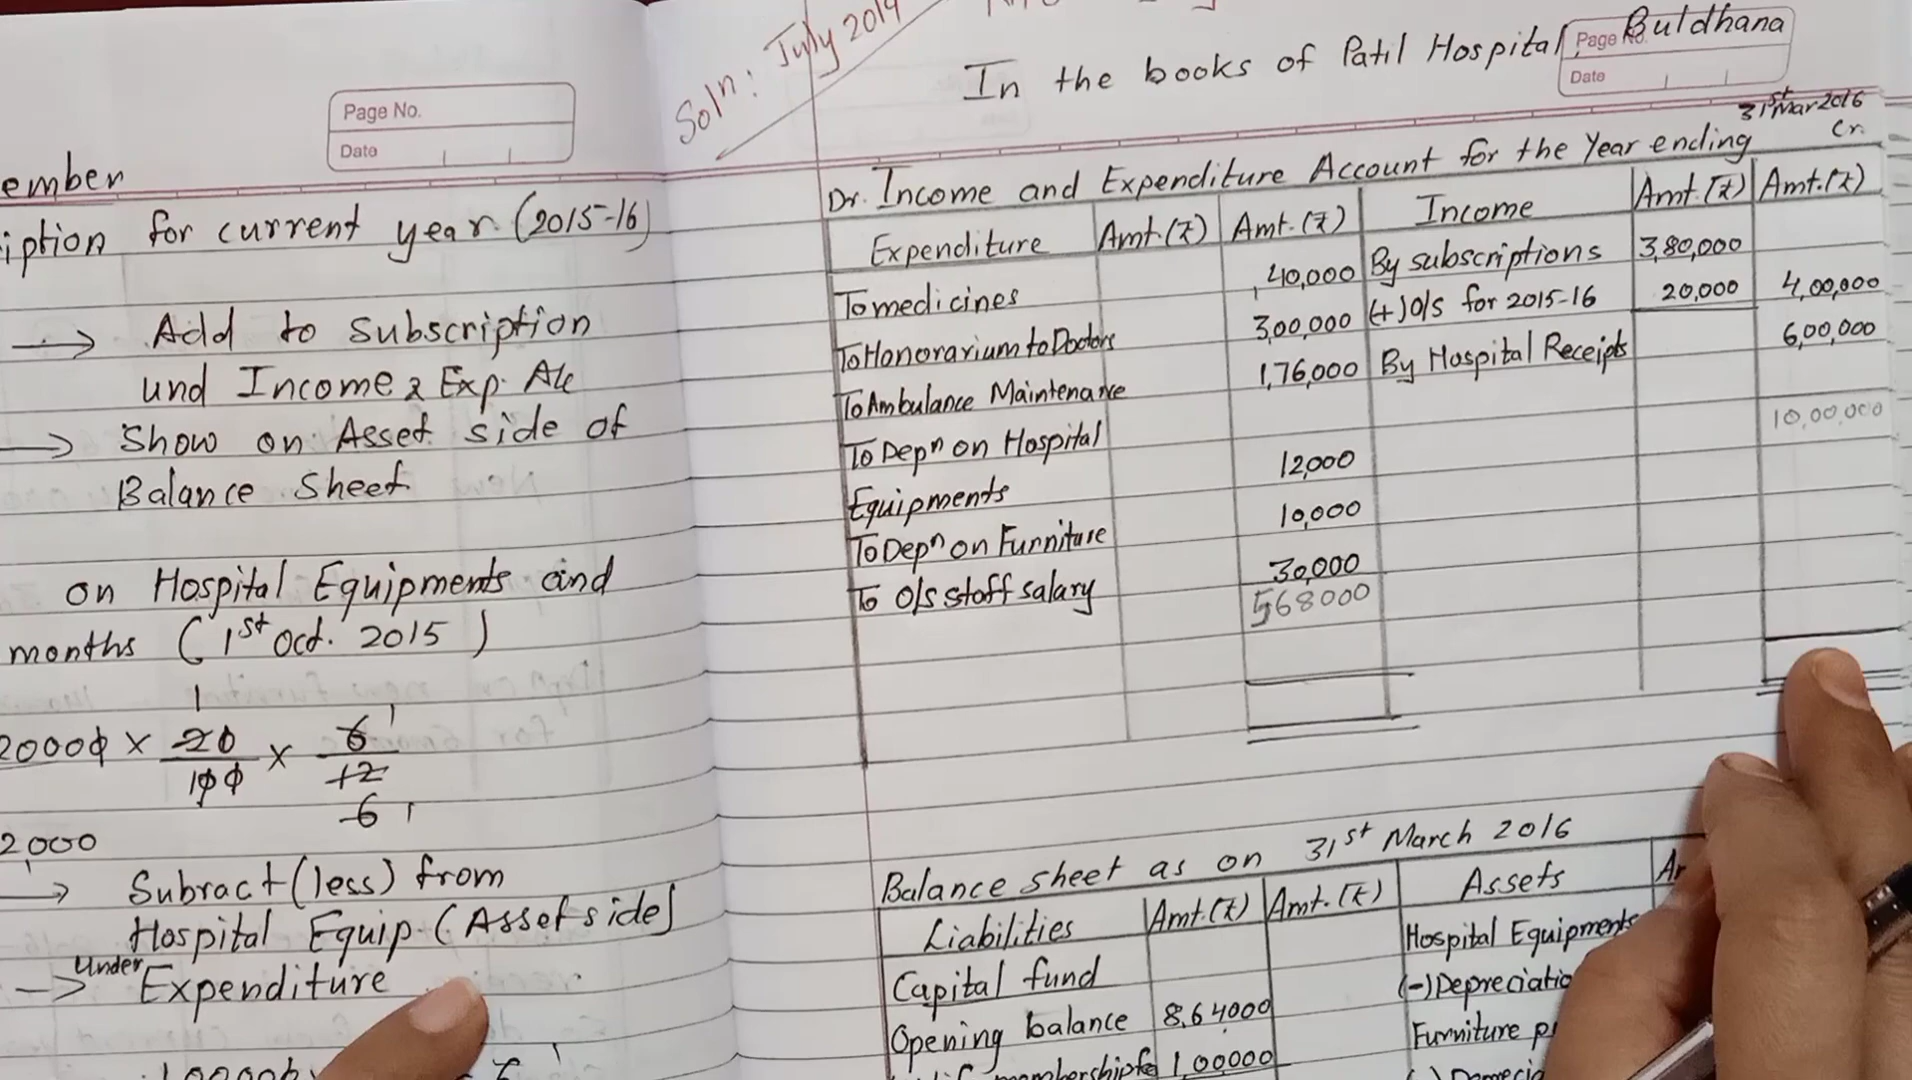 Page No.
Date
ember
iption for current year (2015-16)
→ Add to subscription
und Income & Exp. A/c
→ Show on Asset side of
Balance Sheet
on Hospital Equipments and
months (1st Oct. 2015)
20000 × 20/100 × 6/12
1 1
6 1
2,000
→ Subract (less) from
Hospital Equip. (Asset side)
→ Under Expenditure
Soln: July 2019
In the books of Patil Hospital, Buldhana
Page No.
Date
31st Mar 2016
Dr. Income and Expenditure Account for the Year ending Cr.
Expenditure Amt.(₹) Amt.(₹) Income Amt.(₹) Amt.(₹)
To medicines 40,000 By subscriptions 3,80,000
To Honorarium to Doctors 3,00,000 (+) O/s for 2015-16 20,000 4,00,000
To Ambulance Maintenance 1,76,000 By Hospital Receipts 6,00,000
To Depn on Hospital 10,00,000
Equipments 12,000
To Depn on Furniture 10,000
To O/s staff salary 30,000
568000
Balance sheet as on 31st March 2016
Liabilities Amt.(₹) Amt.(₹) Assets
Capital fund Hospital Equipments
Opening balance 8,64000 (-) Depreciatio
membership 1,00000 Furniture